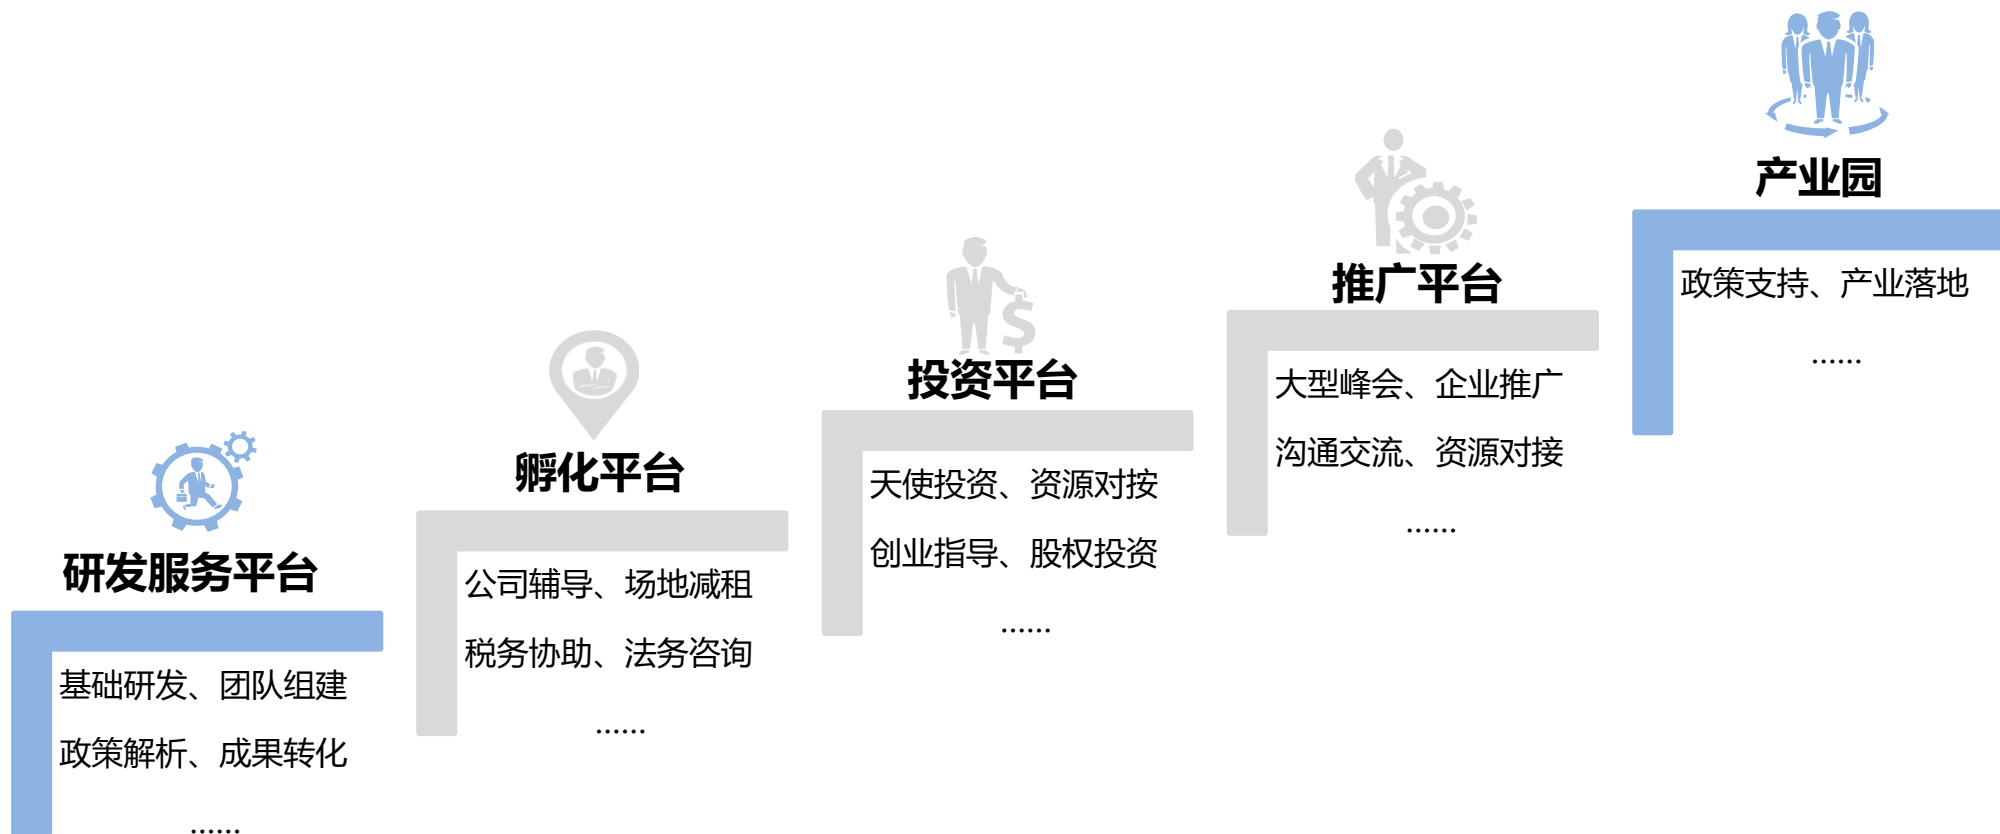 研发服务平台
基础研发、团队组建
政策解析、成果转化
......
孵化平台
公司辅导、场地减租
税务协助、法务咨询
......
投资平台
天使投资、资源对按
创业指导、股权投资
......
推广平台
大型峰会、企业推广
沟通交流、资源对接
......
产业园
政策支持、产业落地
......